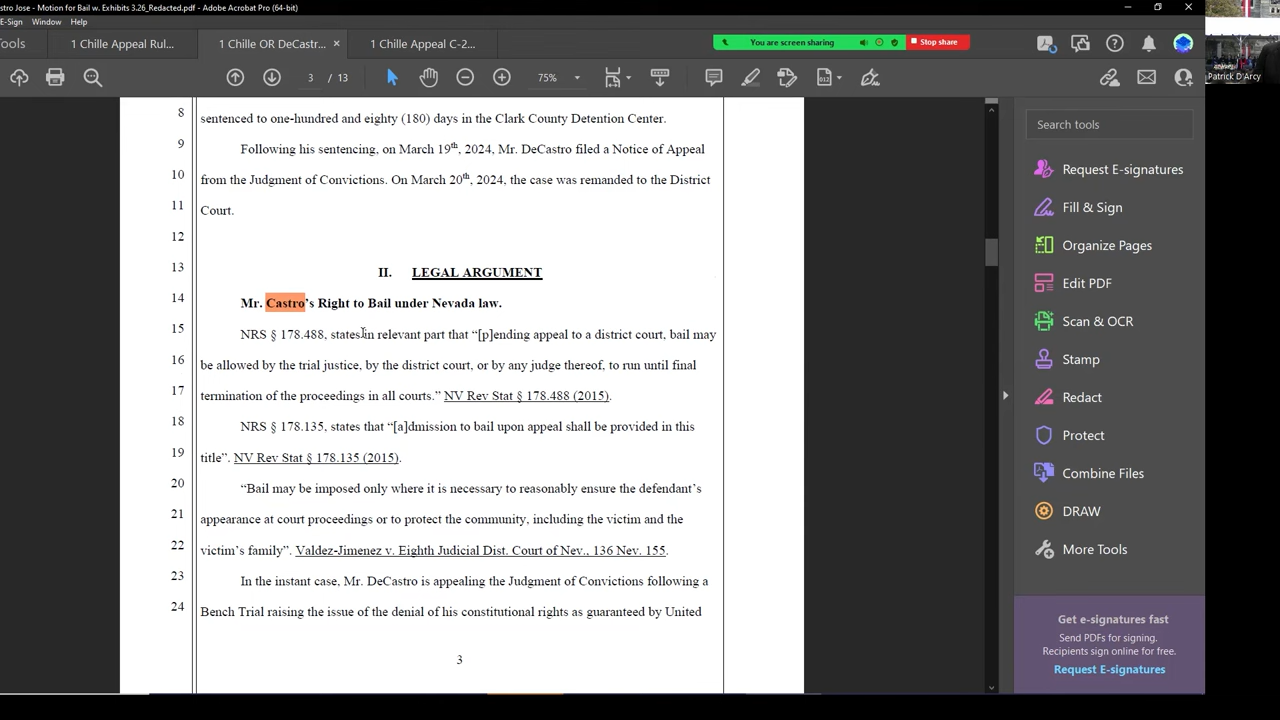 stro Jose - Motion for Bail w. Exhibits 3.26_Redacted.pdf - Adobe Acrobat Pro (64-bit)
E-Sign Window Help
Tools
1 Chille Appeal Rul...
1 Chille OR DeCastr... ×
1 Chille Appeal C-2...
You are screen sharing
Stop share
3 / 13
75%
8 sentenced to one-hundred and eighty (180) days in the Clark County Detention Center.
9 Following his sentencing, on March 19th, 2024, Mr. DeCastro filed a Notice of Appeal
10 from the Judgment of Convictions. On March 20th, 2024, the case was remanded to the District
11 Court.
12
13 II. LEGAL ARGUMENT
14 Mr. Castro's Right to Bail under Nevada law.
15 NRS § 178.488, states in relevant part that “[p]ending appeal to a district court, bail may
16 be allowed by the trial justice, by the district court, or by any judge thereof, to run until final
17 termination of the proceedings in all courts.” NV Rev Stat § 178.488 (2015).
18 NRS § 178.135, states that “[a]dmission to bail upon appeal shall be provided in this
19 title”. NV Rev Stat § 178.135 (2015).
20 “Bail may be imposed only where it is necessary to reasonably ensure the defendant’s
21 appearance at court proceedings or to protect the community, including the victim and the
22 victim’s family”. Valdez-Jimenez v. Eighth Judicial Dist. Court of Nev., 136 Nev. 155.
23 In the instant case, Mr. DeCastro is appealing the Judgment of Convictions following a
24 Bench Trial raising the issue of the denial of his constitutional rights as guaranteed by United
3
Search tools
Request E-signatures
Fill & Sign
Organize Pages
Edit PDF
Scan & OCR
Stamp
Redact
Protect
Combine Files
DRAW
More Tools
Get e-signatures fast
Send PDFs for signing.
Recipients sign online for free.
Request E-signatures
Patrick D'Arcy